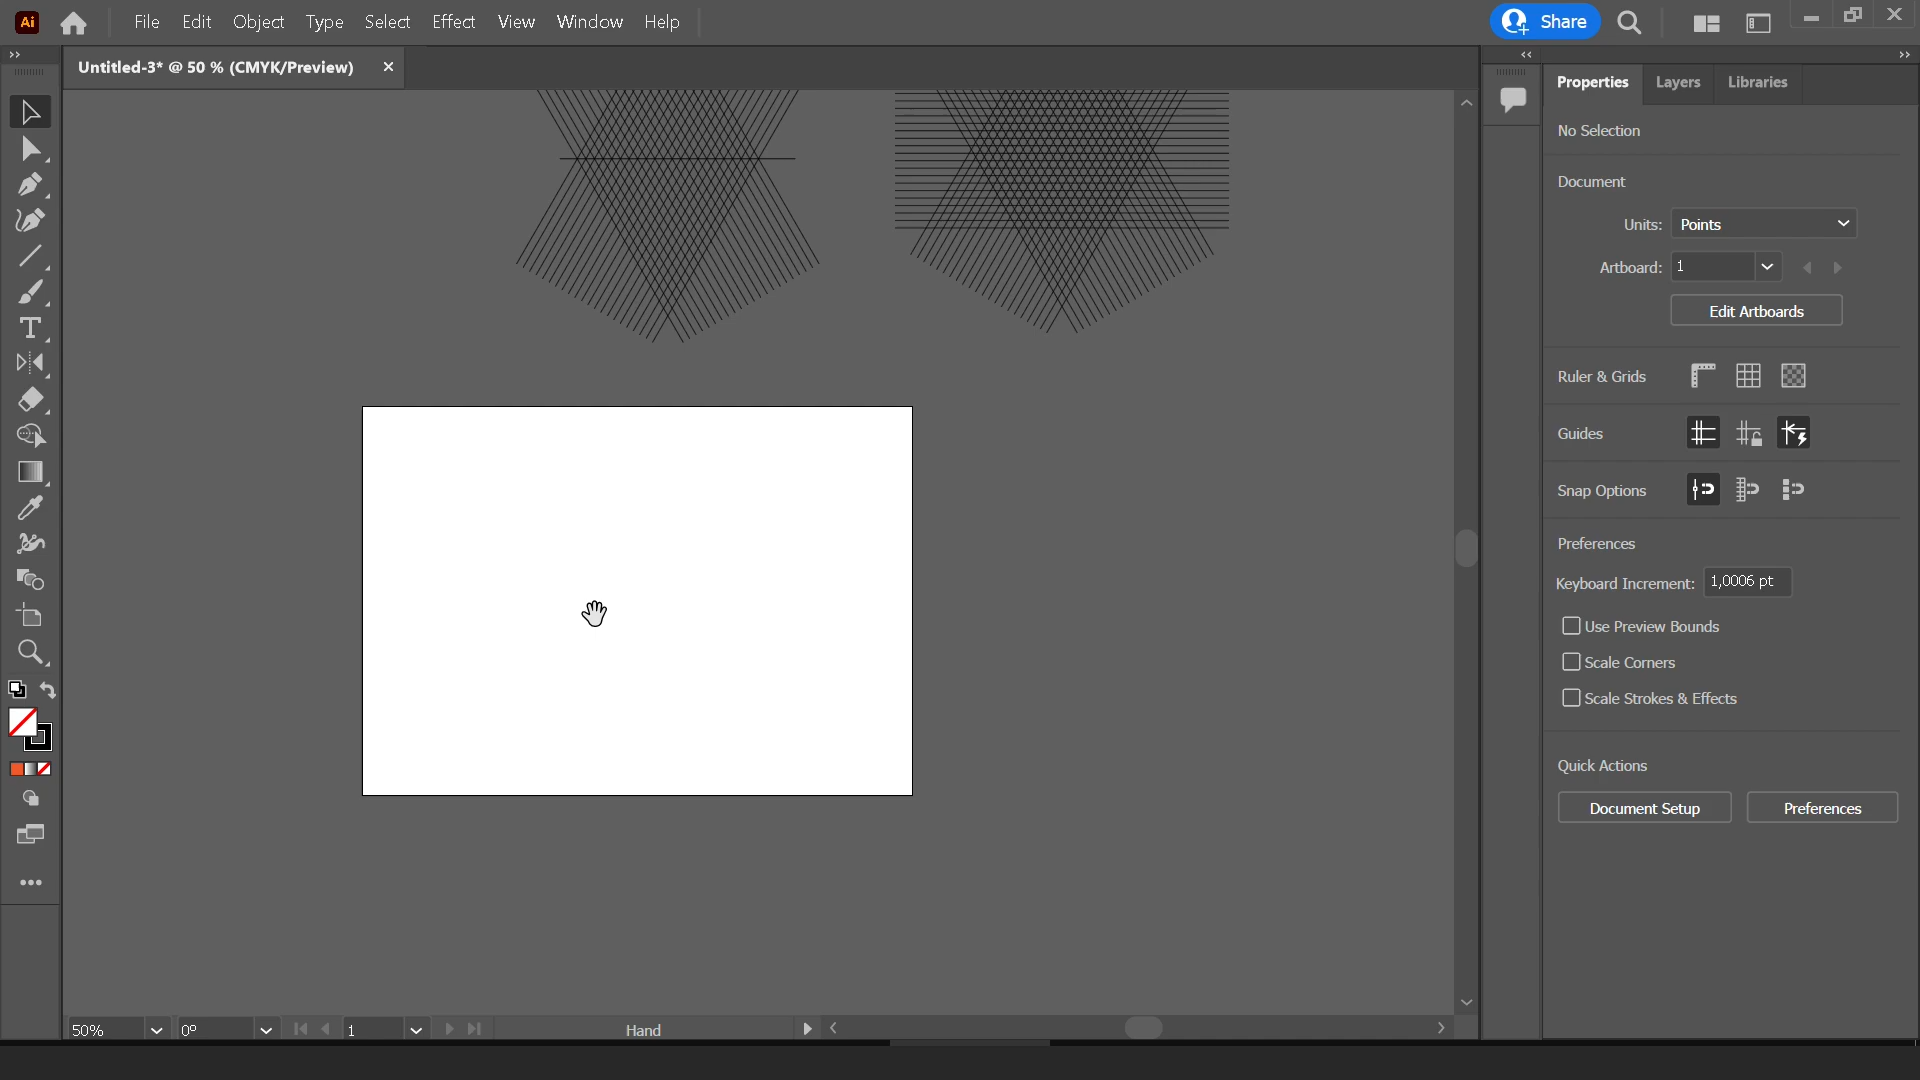 Ai File Edit Object Type Select Effect View Window Help Share
Untitled-3* @ 50 % (CMYK/Preview)
Properties Layers Libraries
No Selection
Document
Units: Points
Artboard: 1
Edit Artboards
Ruler & Grids
Guides
Snap Options
Preferences
Keyboard Increment: 1,0006 pt
Use Preview Bounds
Scale Corners
Scale Strokes & Effects
Quick Actions
Document Setup Preferences
50% 0° 1 Hand